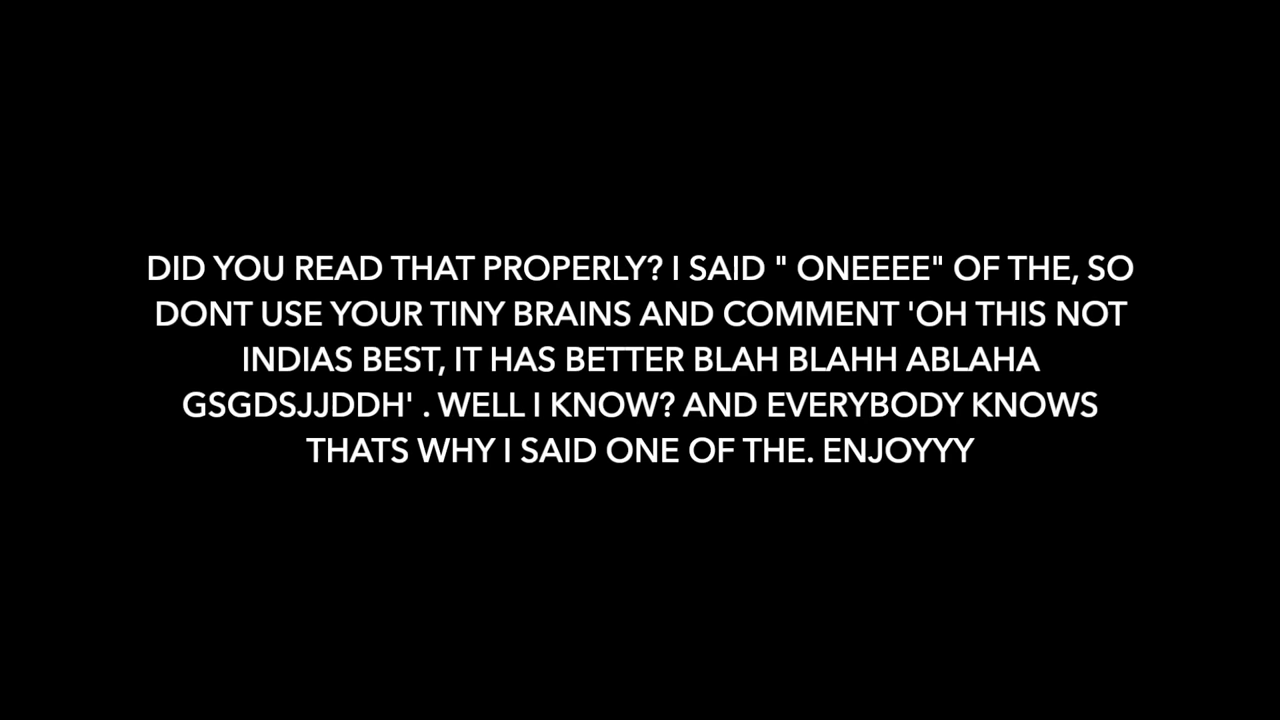 DID YOU READ THAT PROPERLY? I SAID " ONEEEE" OF THE, SO
DONT USE YOUR TINY BRAINS AND COMMENT 'OH THIS NOT
INDIAS BEST, IT HAS BETTER BLAH BLAHH ABLAHA
GSGDSJJDDH' . WELL I KNOW? AND EVERYBODY KNOWS
THATS WHY I SAID ONE OF THE. ENJOYYY